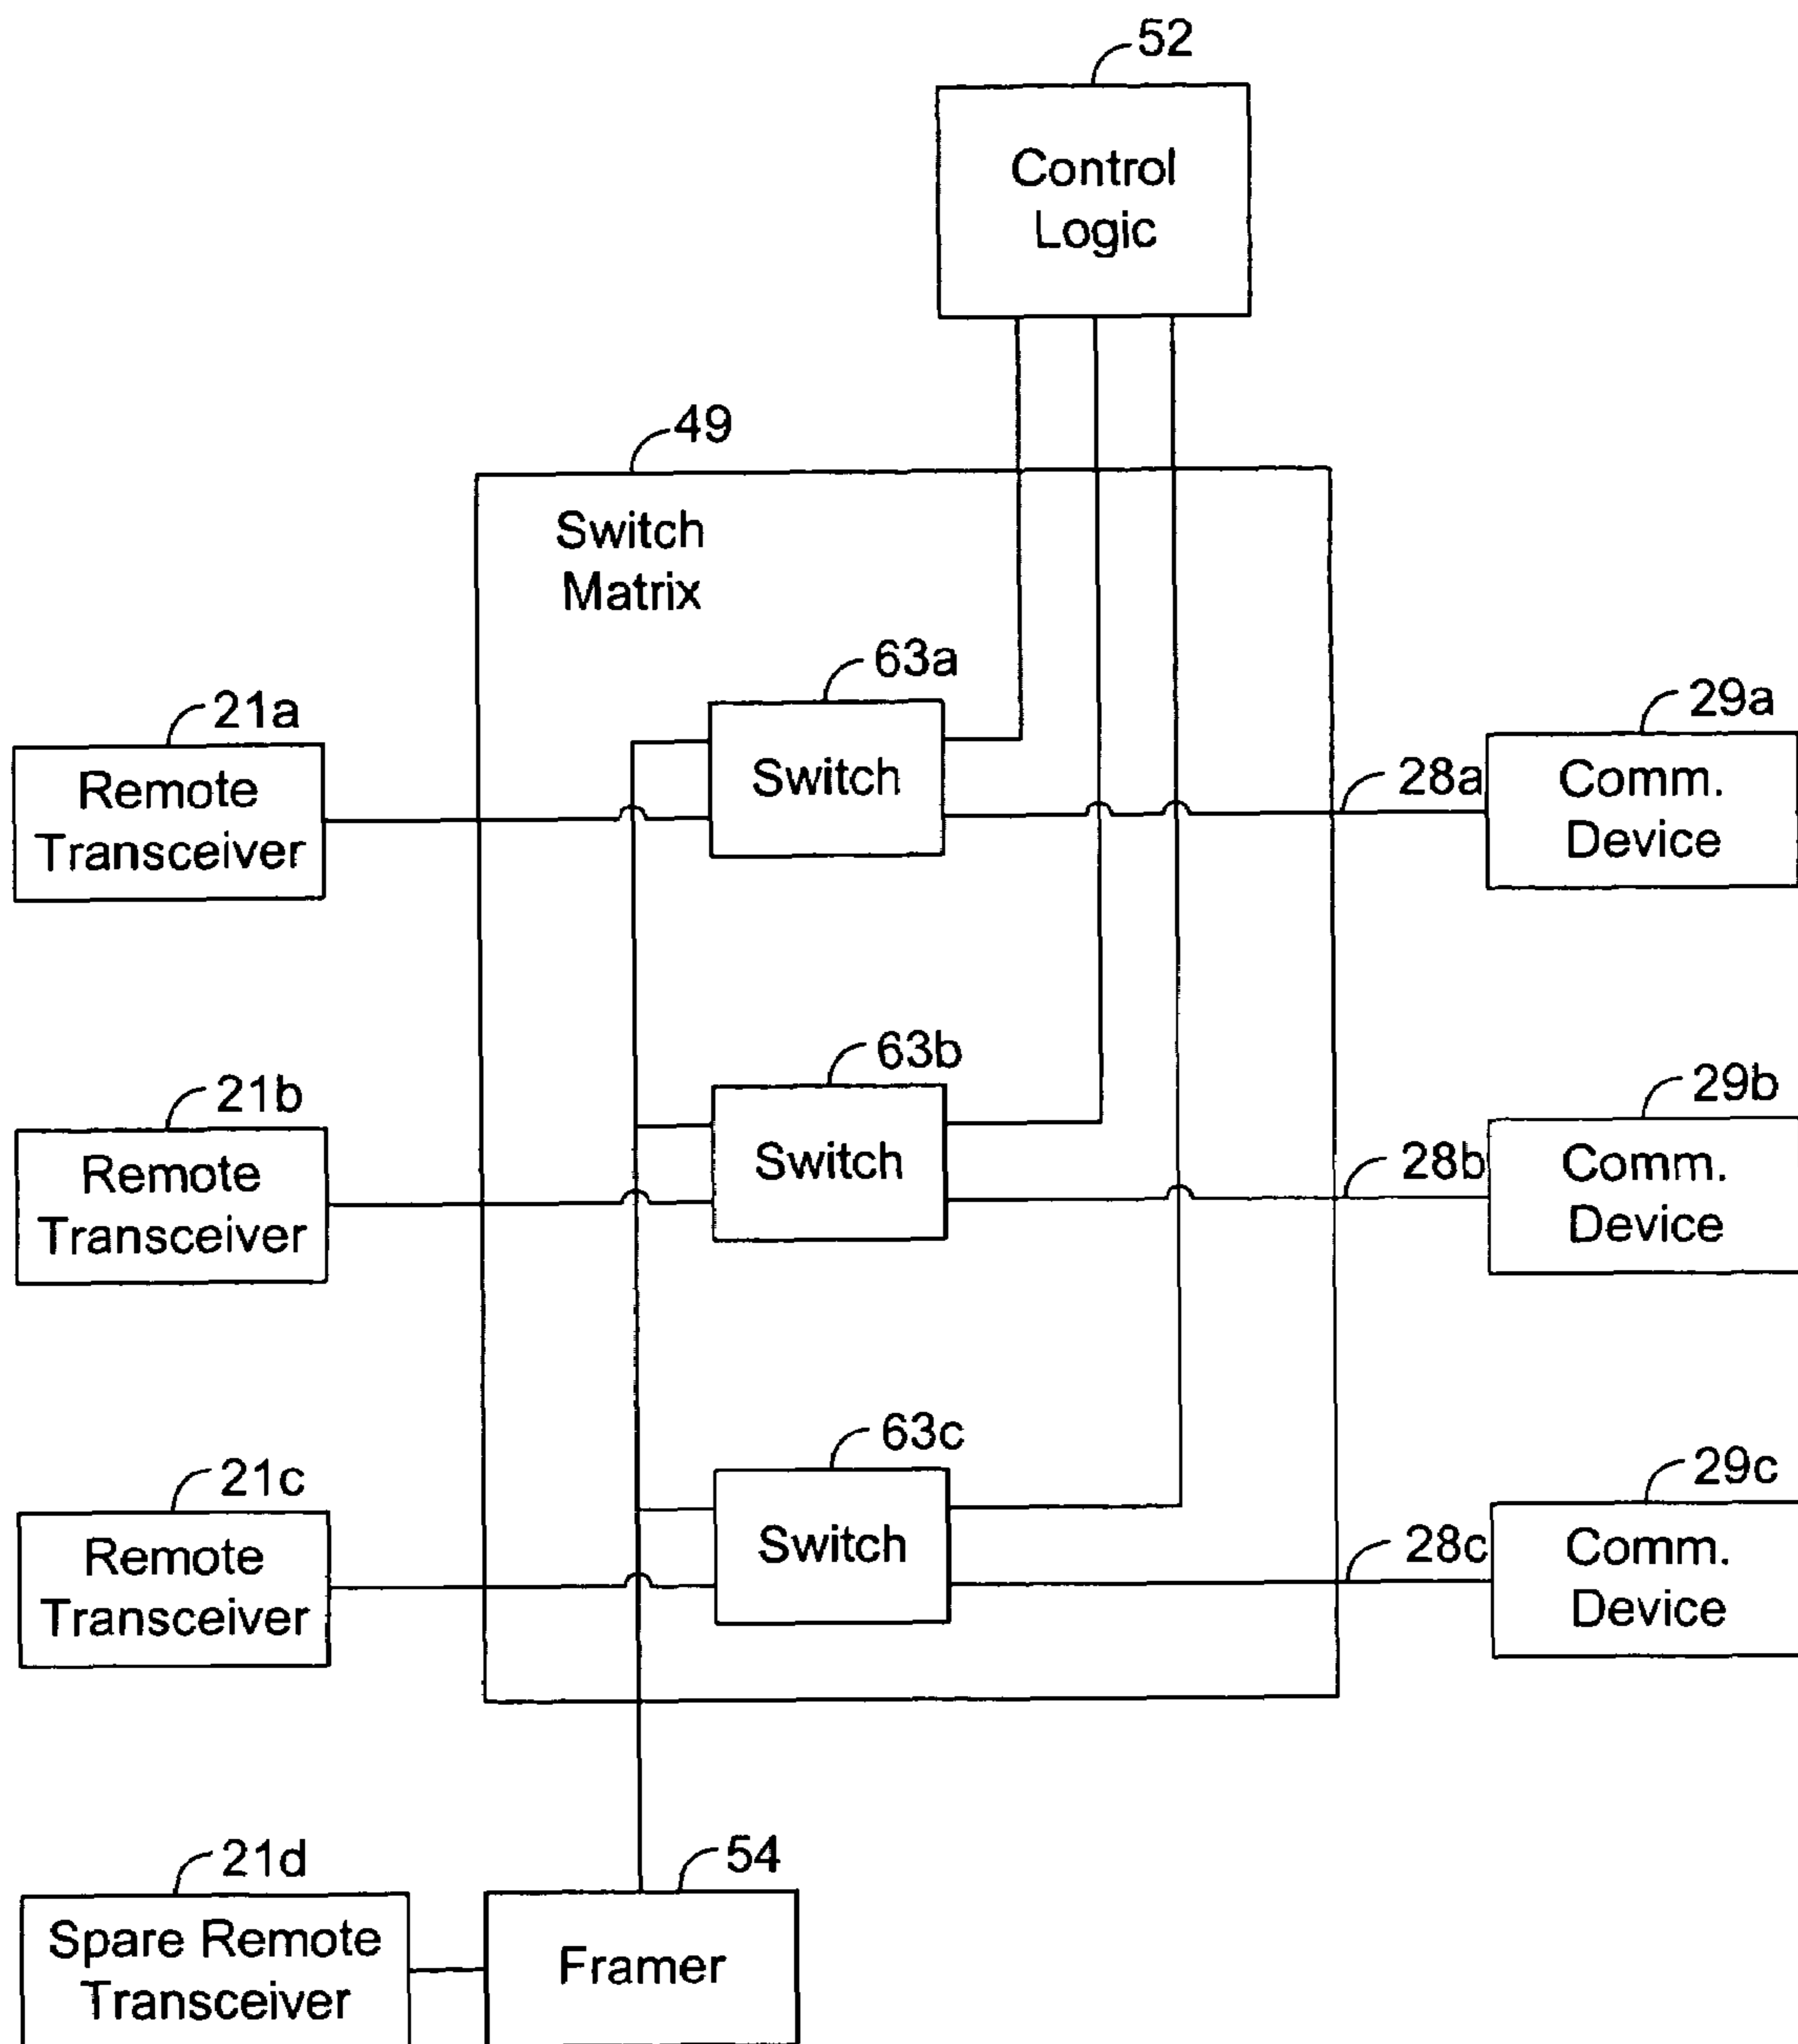 52
Control
Logic
49
Switch
Matrix
63a
21a
29a
Remote
Transceiver
Switch
28a
Comm.
Device
63b
21b
29b
Remote
Transceiver
Switch
28b
Comm.
Device
63c
21c
29c
Remote
Transceiver
Switch
28c
Comm.
Device
21d
54
Spare Remote
Transceiver
Framer